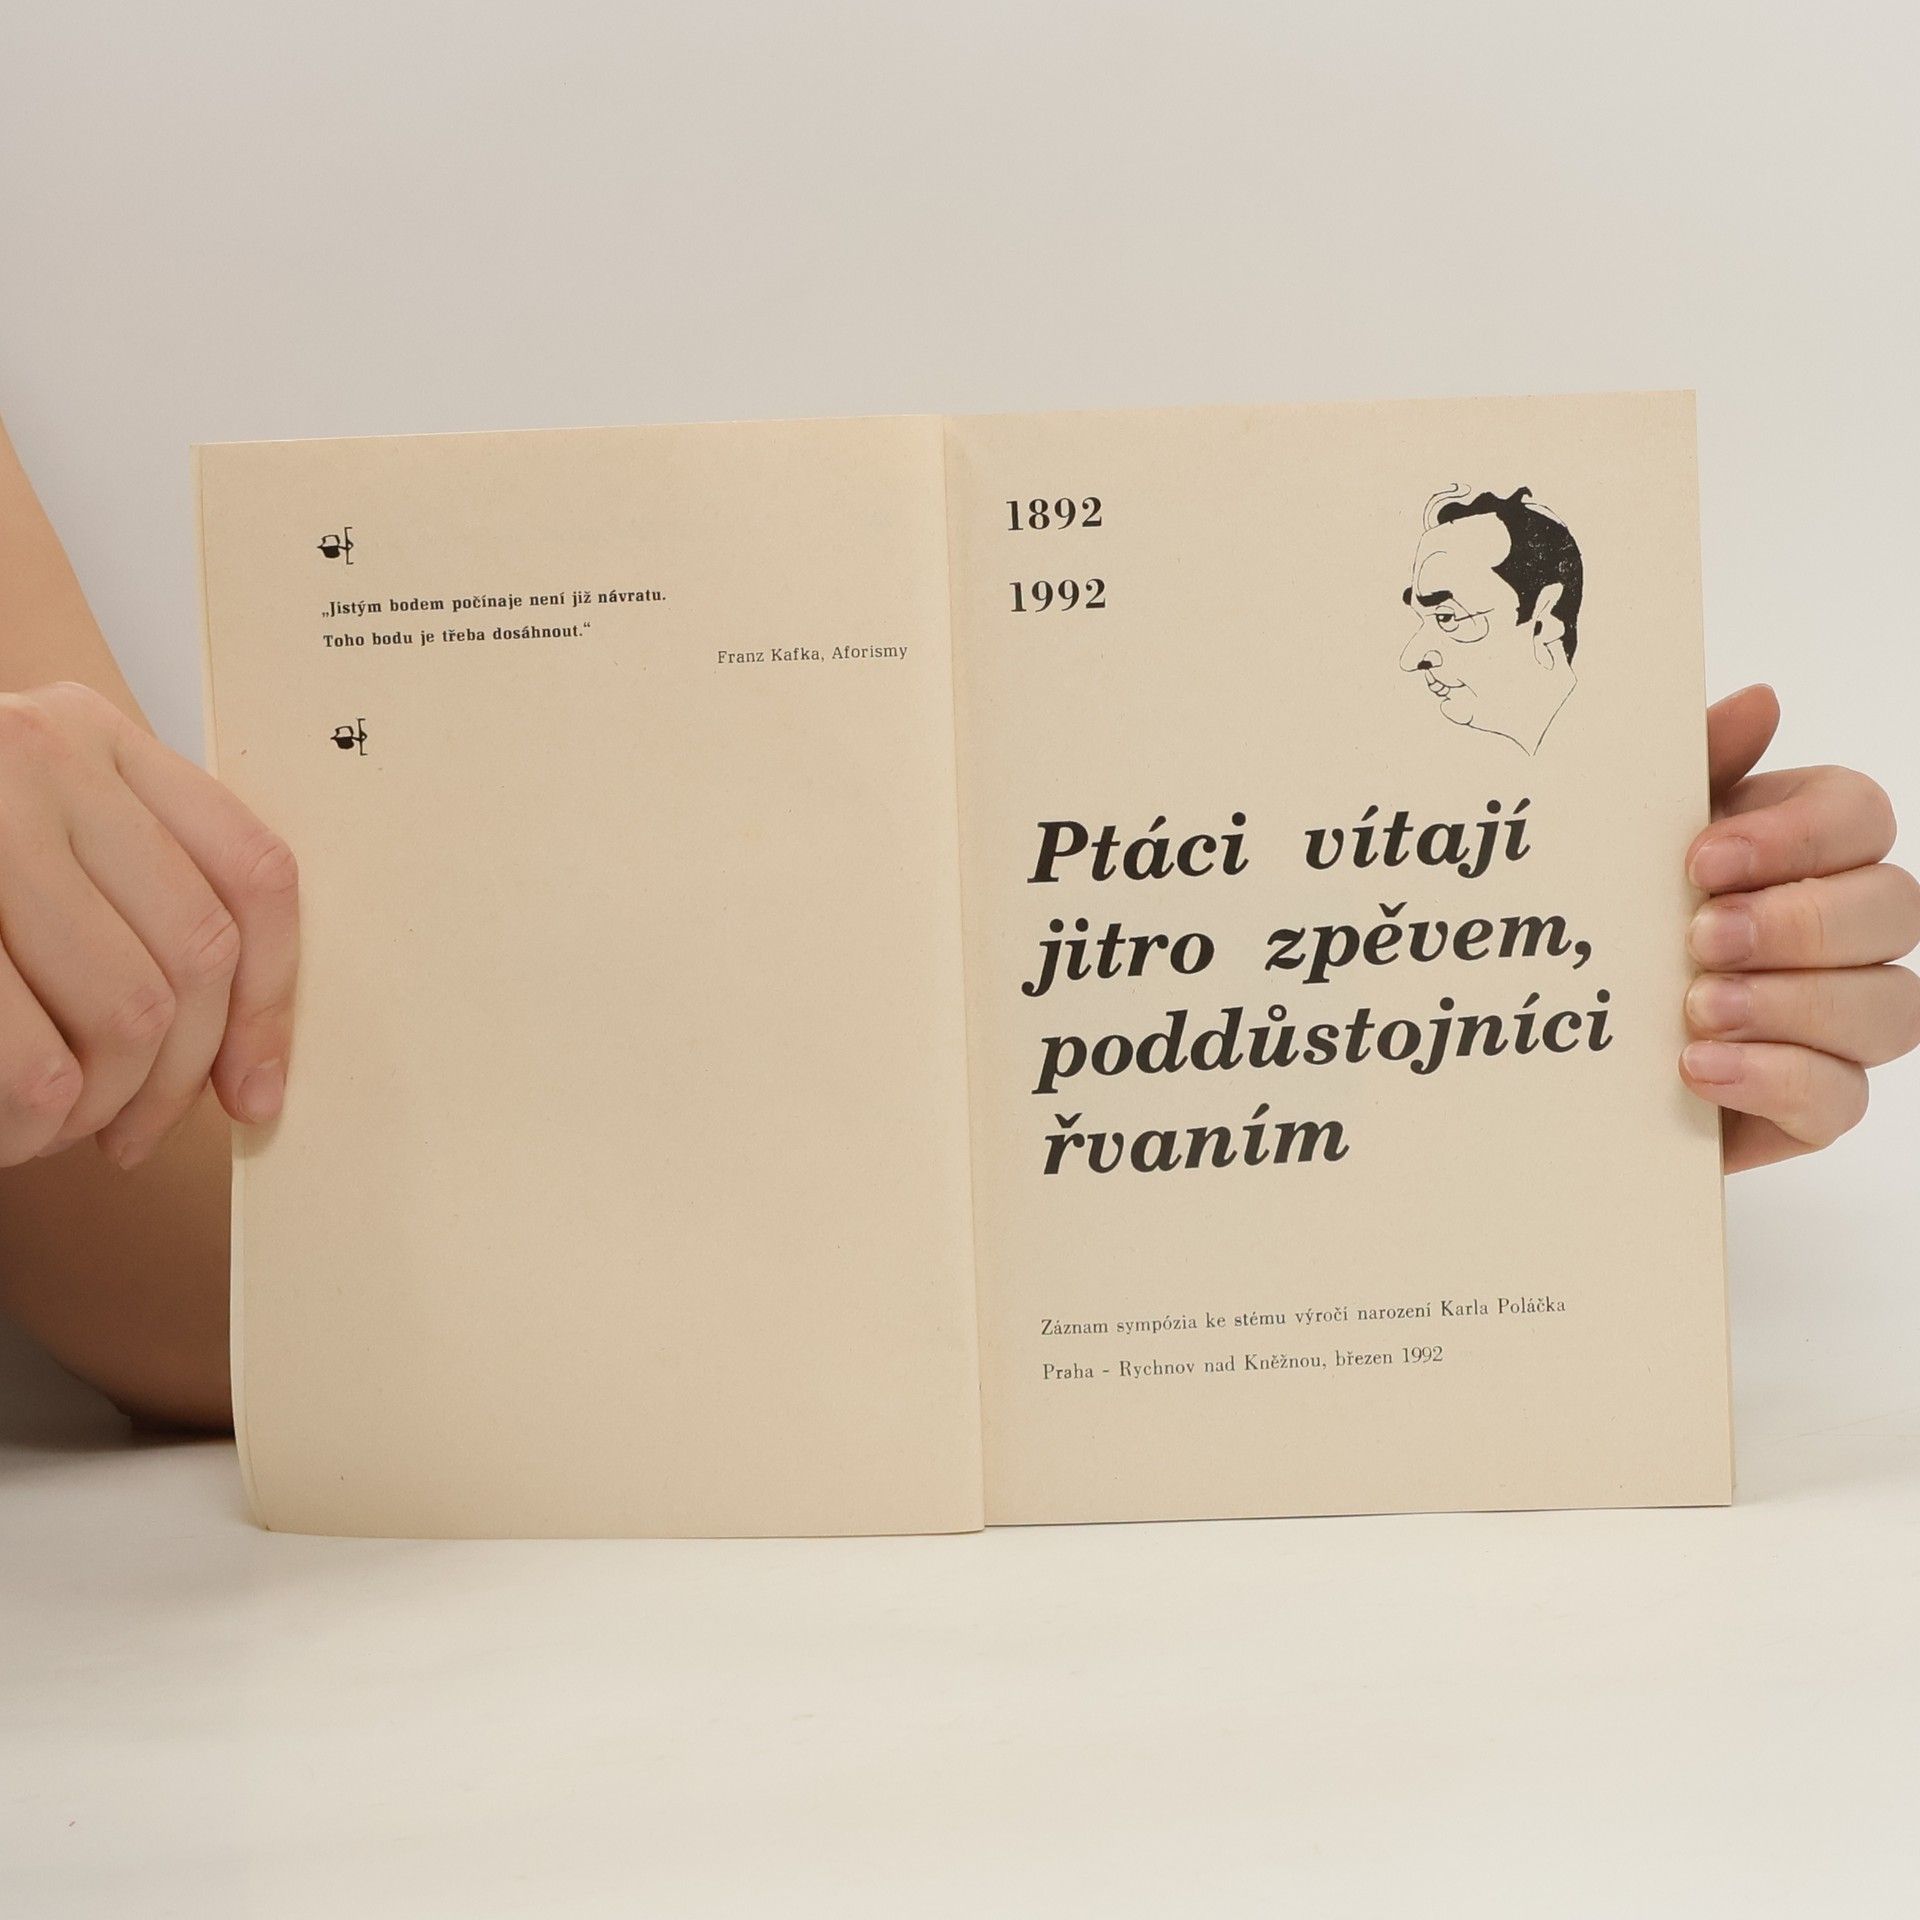 „Jistým bodem počínaje není již návratu.
Toho bodu je třeba dosáhnout.“
Franz Kafka, Aforismy
1892
1992
Ptáci vítají
jitro zpěvem,
poddůstojníci
řvaním
Záznam sympózia ke stému výročí narození Karla Poláčka
Praha - Rychnov nad Kněžnou, březen 1992